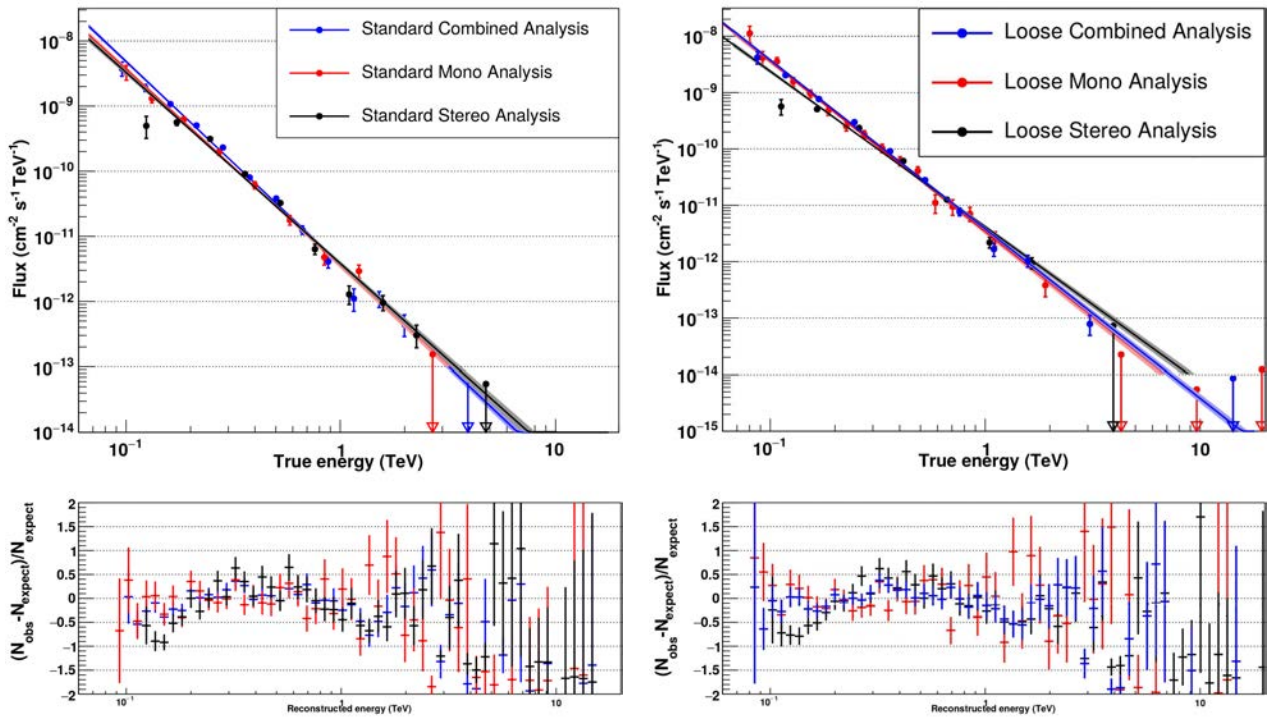 Flux (cm⁻² s⁻¹ TeV⁻¹)
10⁻⁸
10⁻⁹
10⁻¹⁰
10⁻¹¹
10⁻¹²
10⁻¹³
10⁻¹⁴
Standard Combined Analysis
Standard Mono Analysis
Standard Stereo Analysis
10⁻¹ 1 10
True energy (TeV)
Flux (cm⁻² s⁻¹ TeV⁻¹)
10⁻⁸
10⁻⁹
10⁻¹⁰
10⁻¹¹
10⁻¹²
10⁻¹³
10⁻¹⁴
10⁻¹⁵
Loose Combined Analysis
Loose Mono Analysis
Loose Stereo Analysis
10⁻¹ 1 10
True energy (TeV)
(N_obs -N_expect)/N_expect
2
1.5
1
0.5
0
−0.5
−1
−1.5
−2
10⁻¹ 1 10
Reconstructed energy (TeV)
(N_obs -N_expect)/N_expect
2
1.5
1
0.5
0
−0.5
−1
−1.5
−2
10⁻¹ 1 10
Reconstructed energy (TeV)